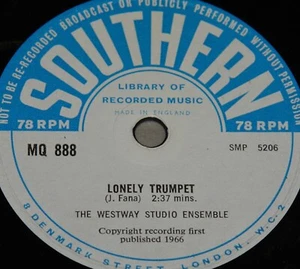 NOT TO BE RE-RECORDED BROADCAST OR PUBLICLY PERFORMED WITHOUT PERMISSION
SOUTHERN
LIBRARY OF
RECORDED MUSIC
MADE IN ENGLAND
78 RPM 78 RPM
MQ 888 SMP 5206
LONELY TRUMPET
(J. Fana) 2:37 mins.
THE WESTWAY STUDIO ENSEMBLE
Copyright recording first
published 1966
8 DENMARK STREET, LONDON, W.C.2